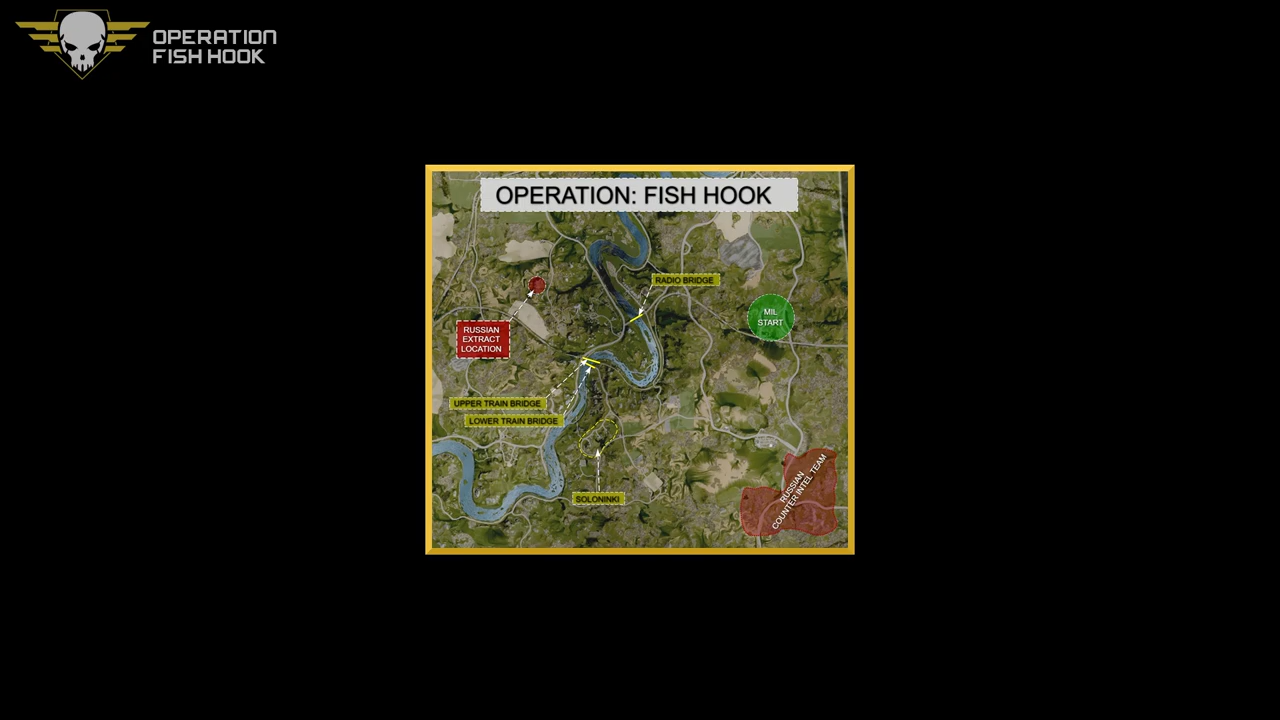 OPERATION
FISH HOOK
OPERATION: FISH HOOK
RADIO BRIDGE
MIL
START
RUSSIAN
EXTRACT
LOCATION
UPPER TRAIN BRIDGE
LOWER TRAIN BRIDGE
RUSSIAN
COUNTER INTEL TEAM
SOLONINKI